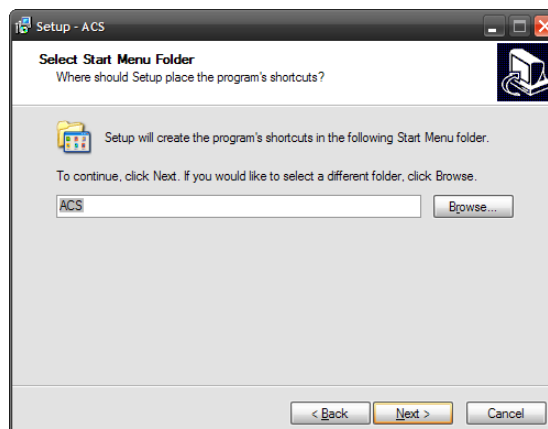 Setup - ACS
Select Start Menu Folder
Where should Setup place the program's shortcuts?
Setup will create the program's shortcuts in the following Start Menu folder.
To continue, click Next. If you would like to select a different folder, click Browse.
ACS
Browse...
< Back
Next >
Cancel